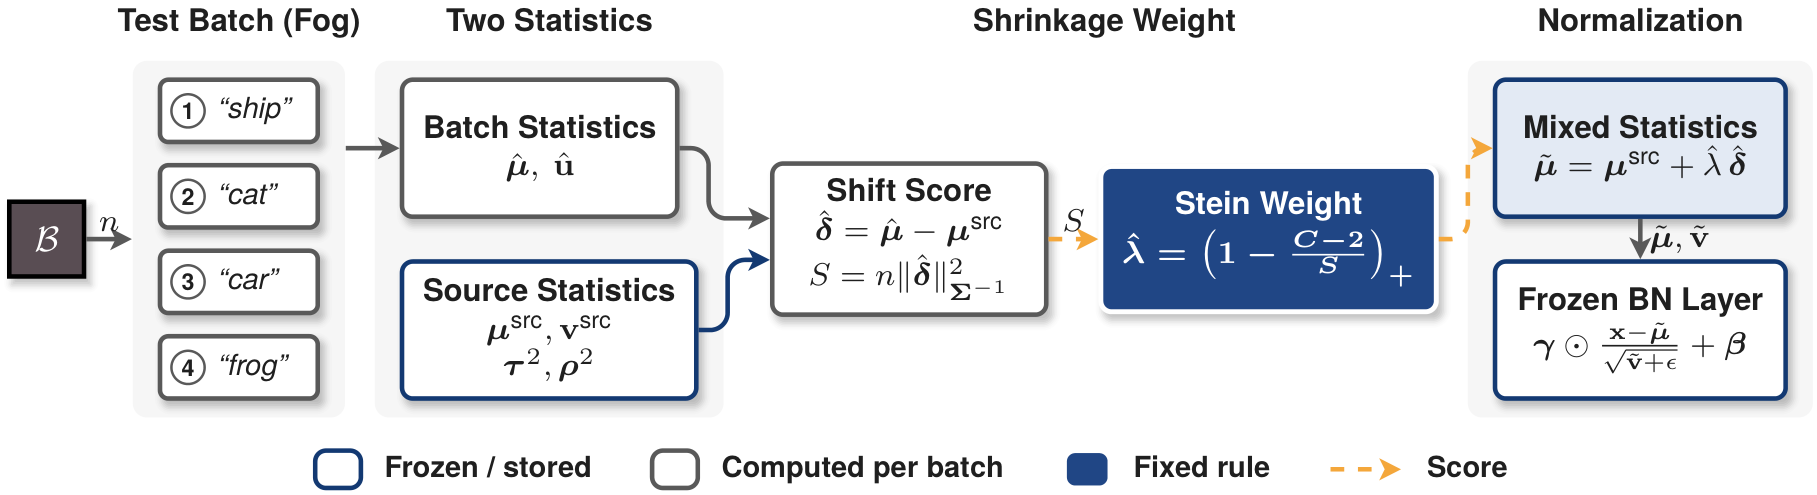 Test Batch (Fog)
Two Statistics
Shrinkage Weight
Normalization
ℬ
n
1 “ship”
2 “cat”
3 “car”
4 “frog”
Batch Statistics
μ̂, û
Source Statistics
μ^src, v^src
τ², ρ²
Shift Score
δ̂ = μ̂ − μ^src
S = n‖δ̂‖²_Σ⁻¹
S
Stein Weight
λ̂ = (1 − (C−2)/S)₊
Mixed Statistics
μ̃ = μ^src + λ̂ δ̂
μ̃, ṽ
Frozen BN Layer
γ ⊙ (x−μ̃)/√(ṽ+ϵ) + β
Frozen / stored
Computed per batch
Fixed rule
Score